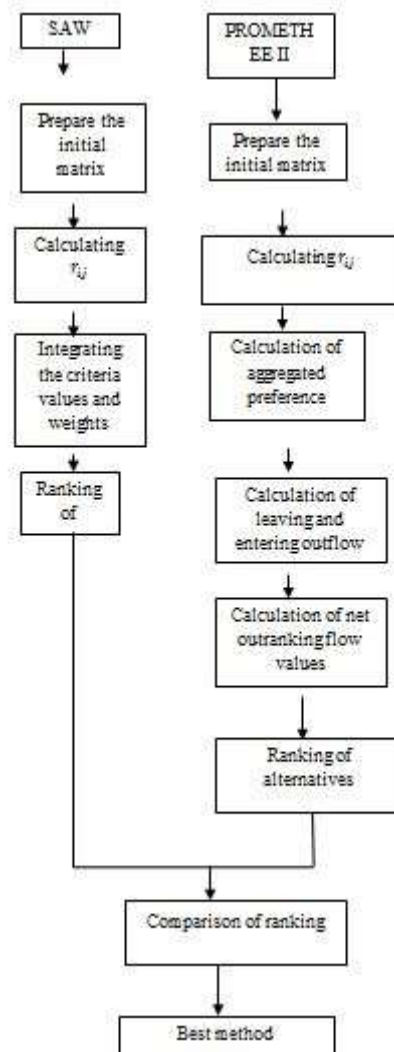 SAW
Prepare the
initial
matrix
Calculating
r_ij
Integrating
the criteria
values and
weights
Ranking
of
PROMETH
EE II
Prepare the
initial matrix
Calculating r_ij
Calculation of
aggregated
preference
Calculation of
leaving and
entering outflow
Calculation of net
outranking flow
values
Ranking of
alternatives
Comparison of ranking
Best method